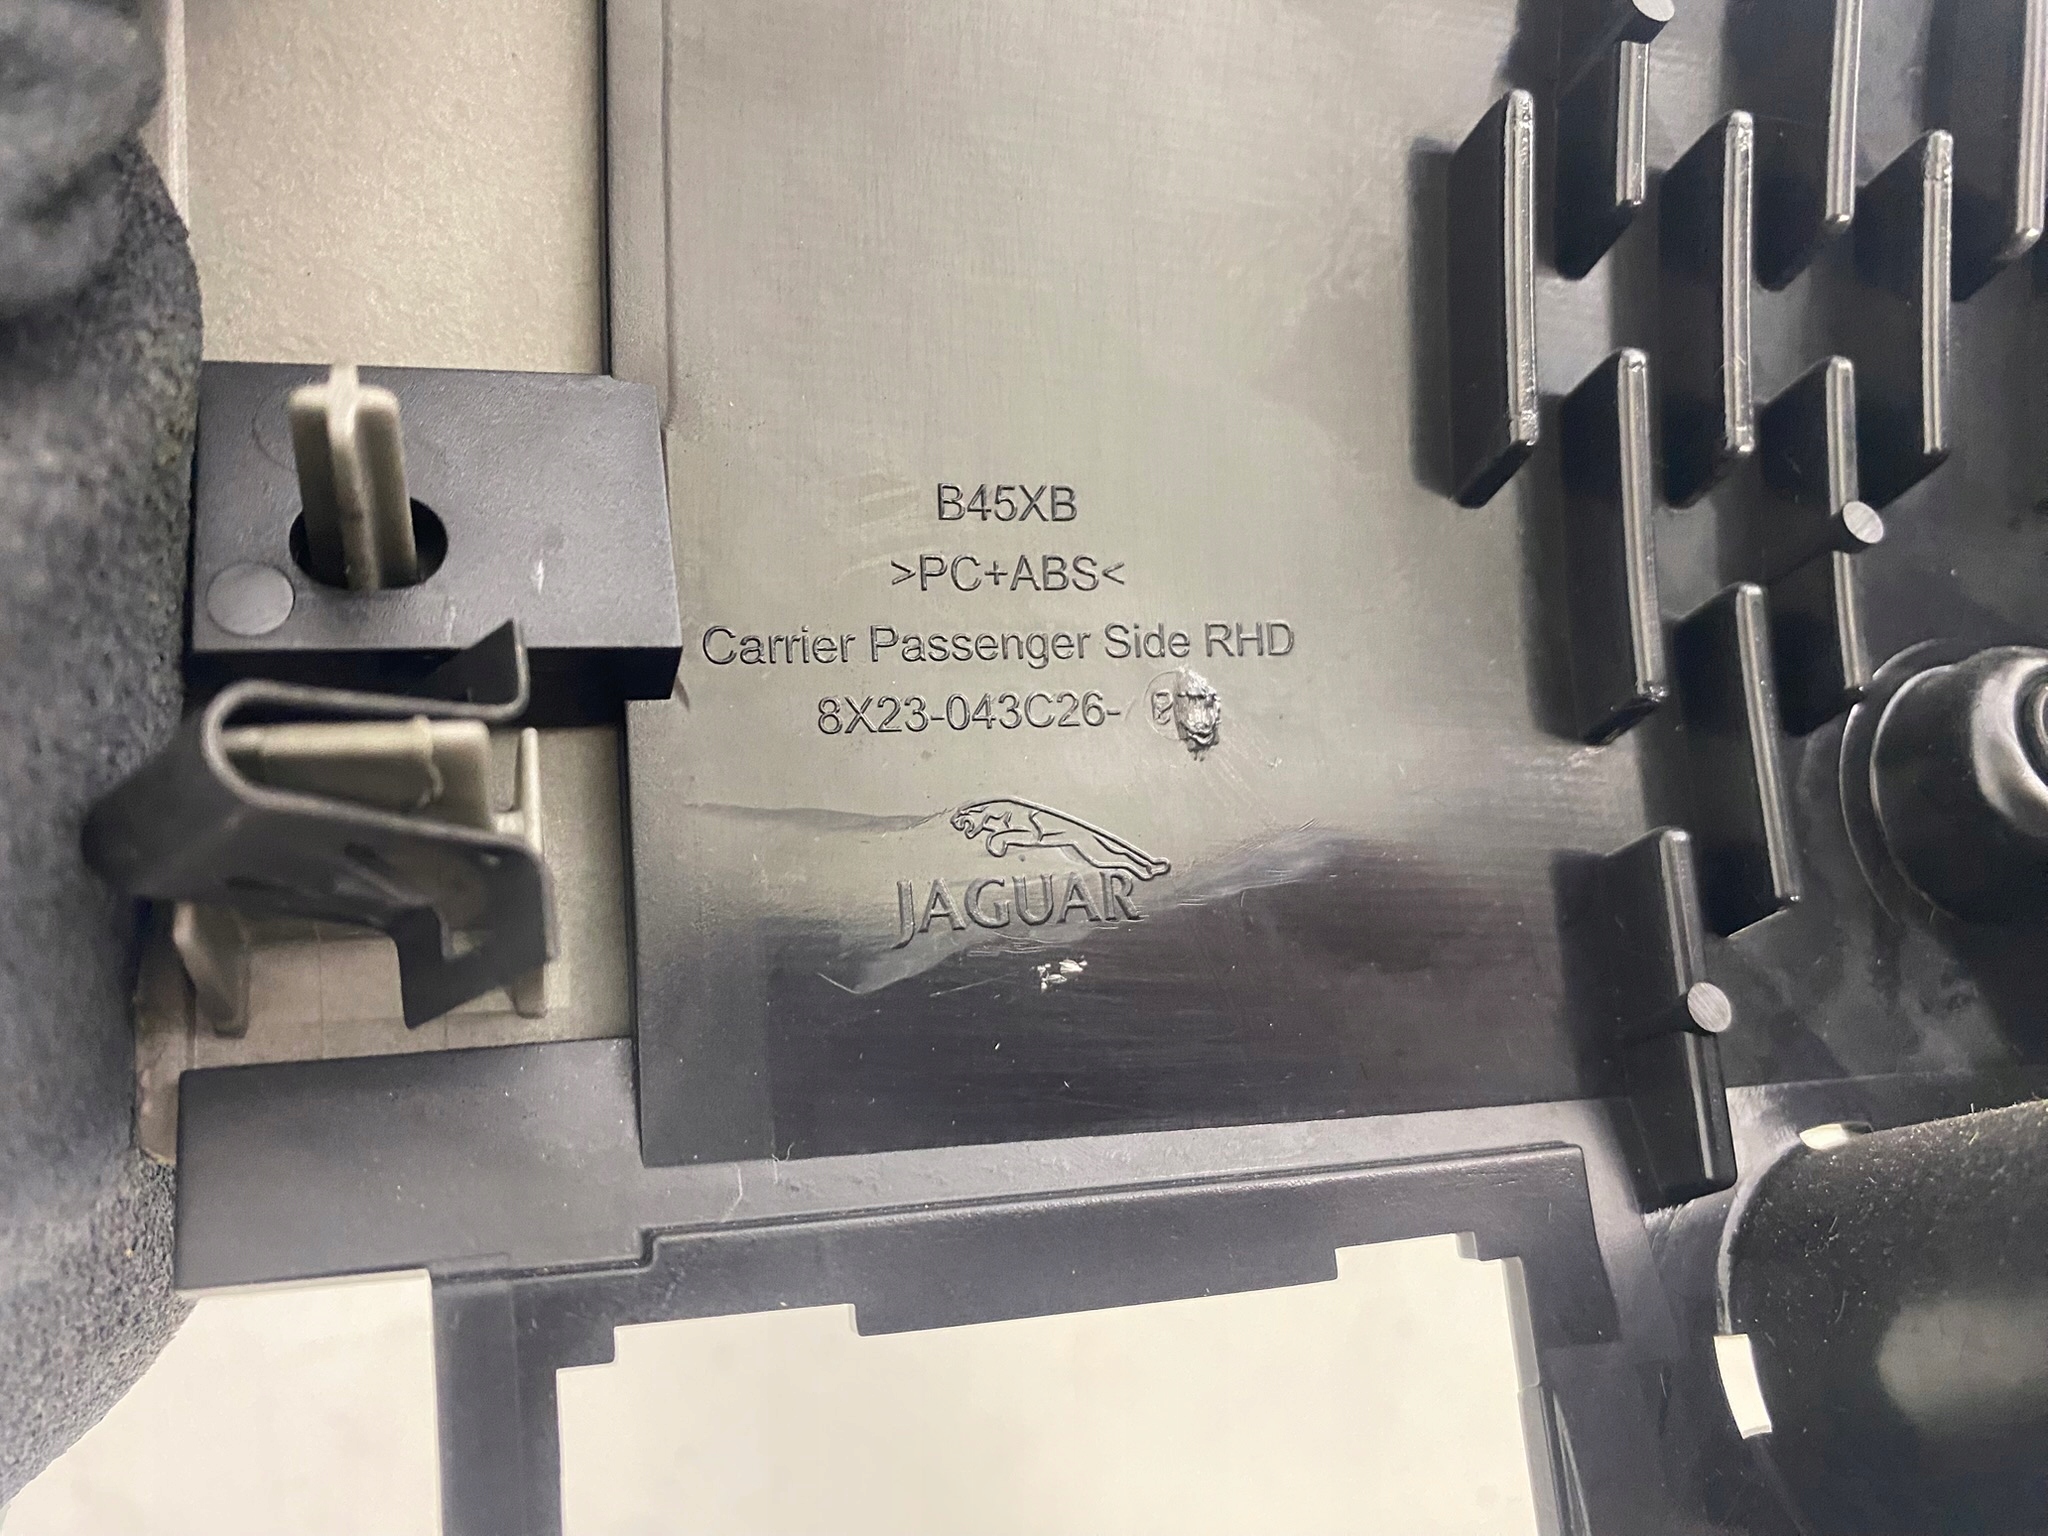 B45XB
>PC+ABS<
Carrier Passenger Side RHD
8X23-043C26-
JAGUAR